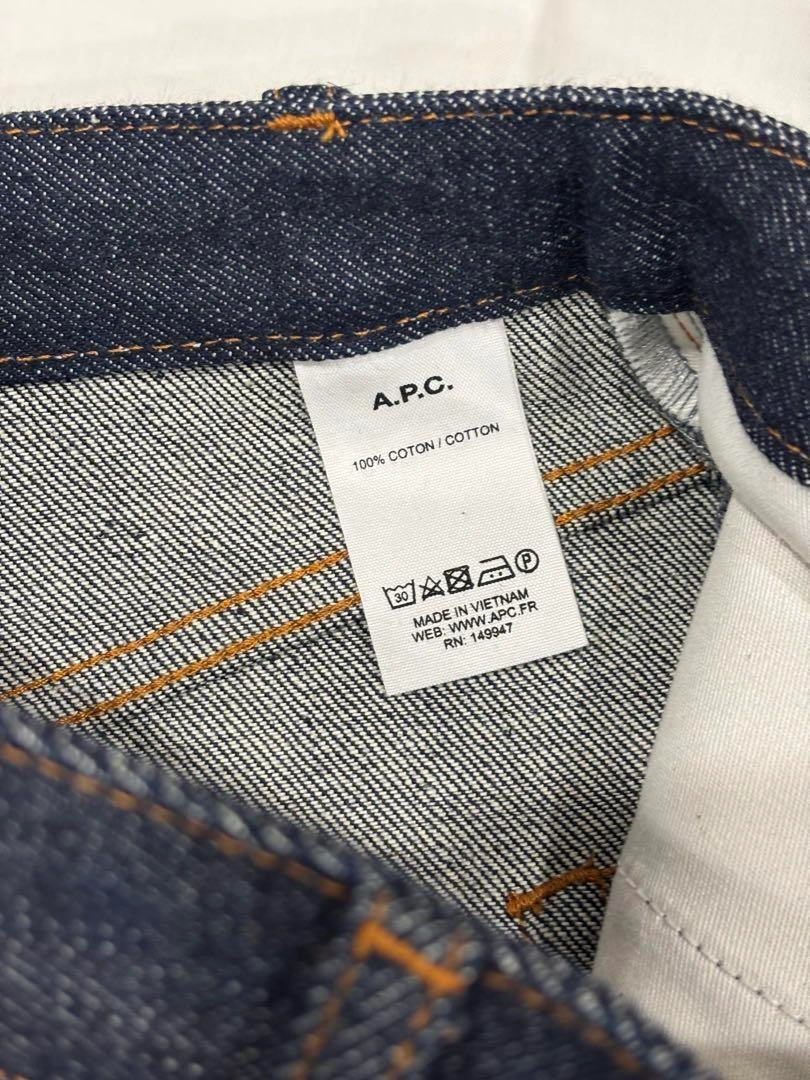 A.P.C.
100% COTON / COTTON
30 P
MADE IN VIETNAM
WEB: WWW.APC.FR
RN: 149947